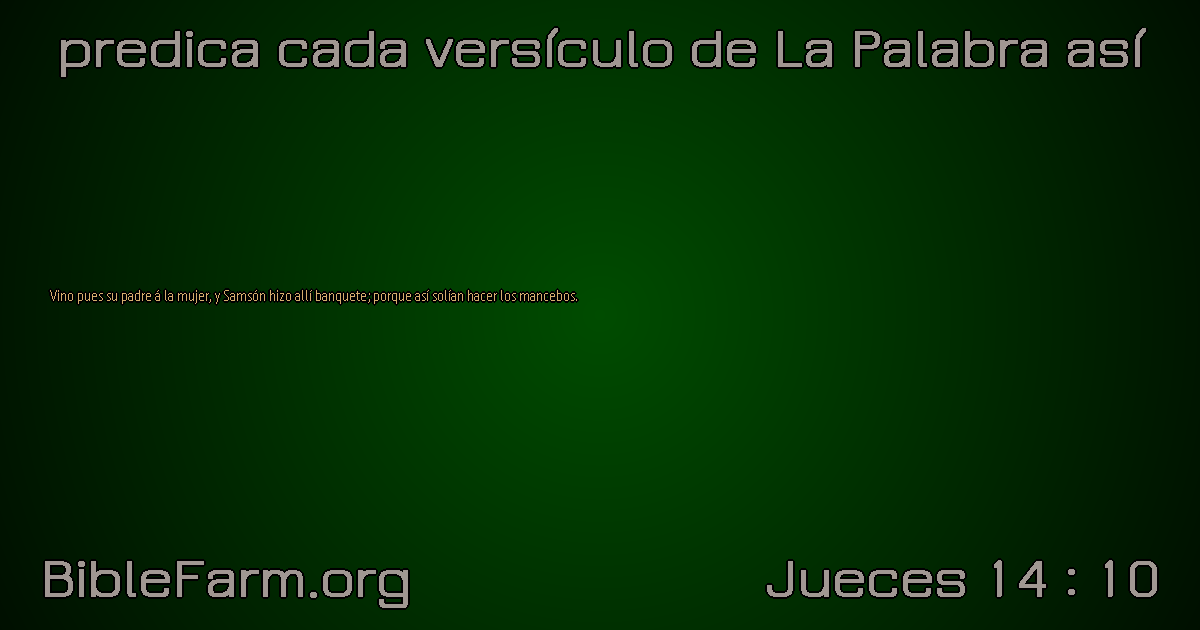 predica cada versículo de La Palabra así
Vino pues su padre á la mujer, y Samsón hizo allí banquete; porque así solían hacer los mancebos.
BibleFarm.org
Jueces 14 : 10